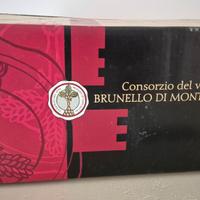 Consorzio del v
BRUNELLO DI MONT